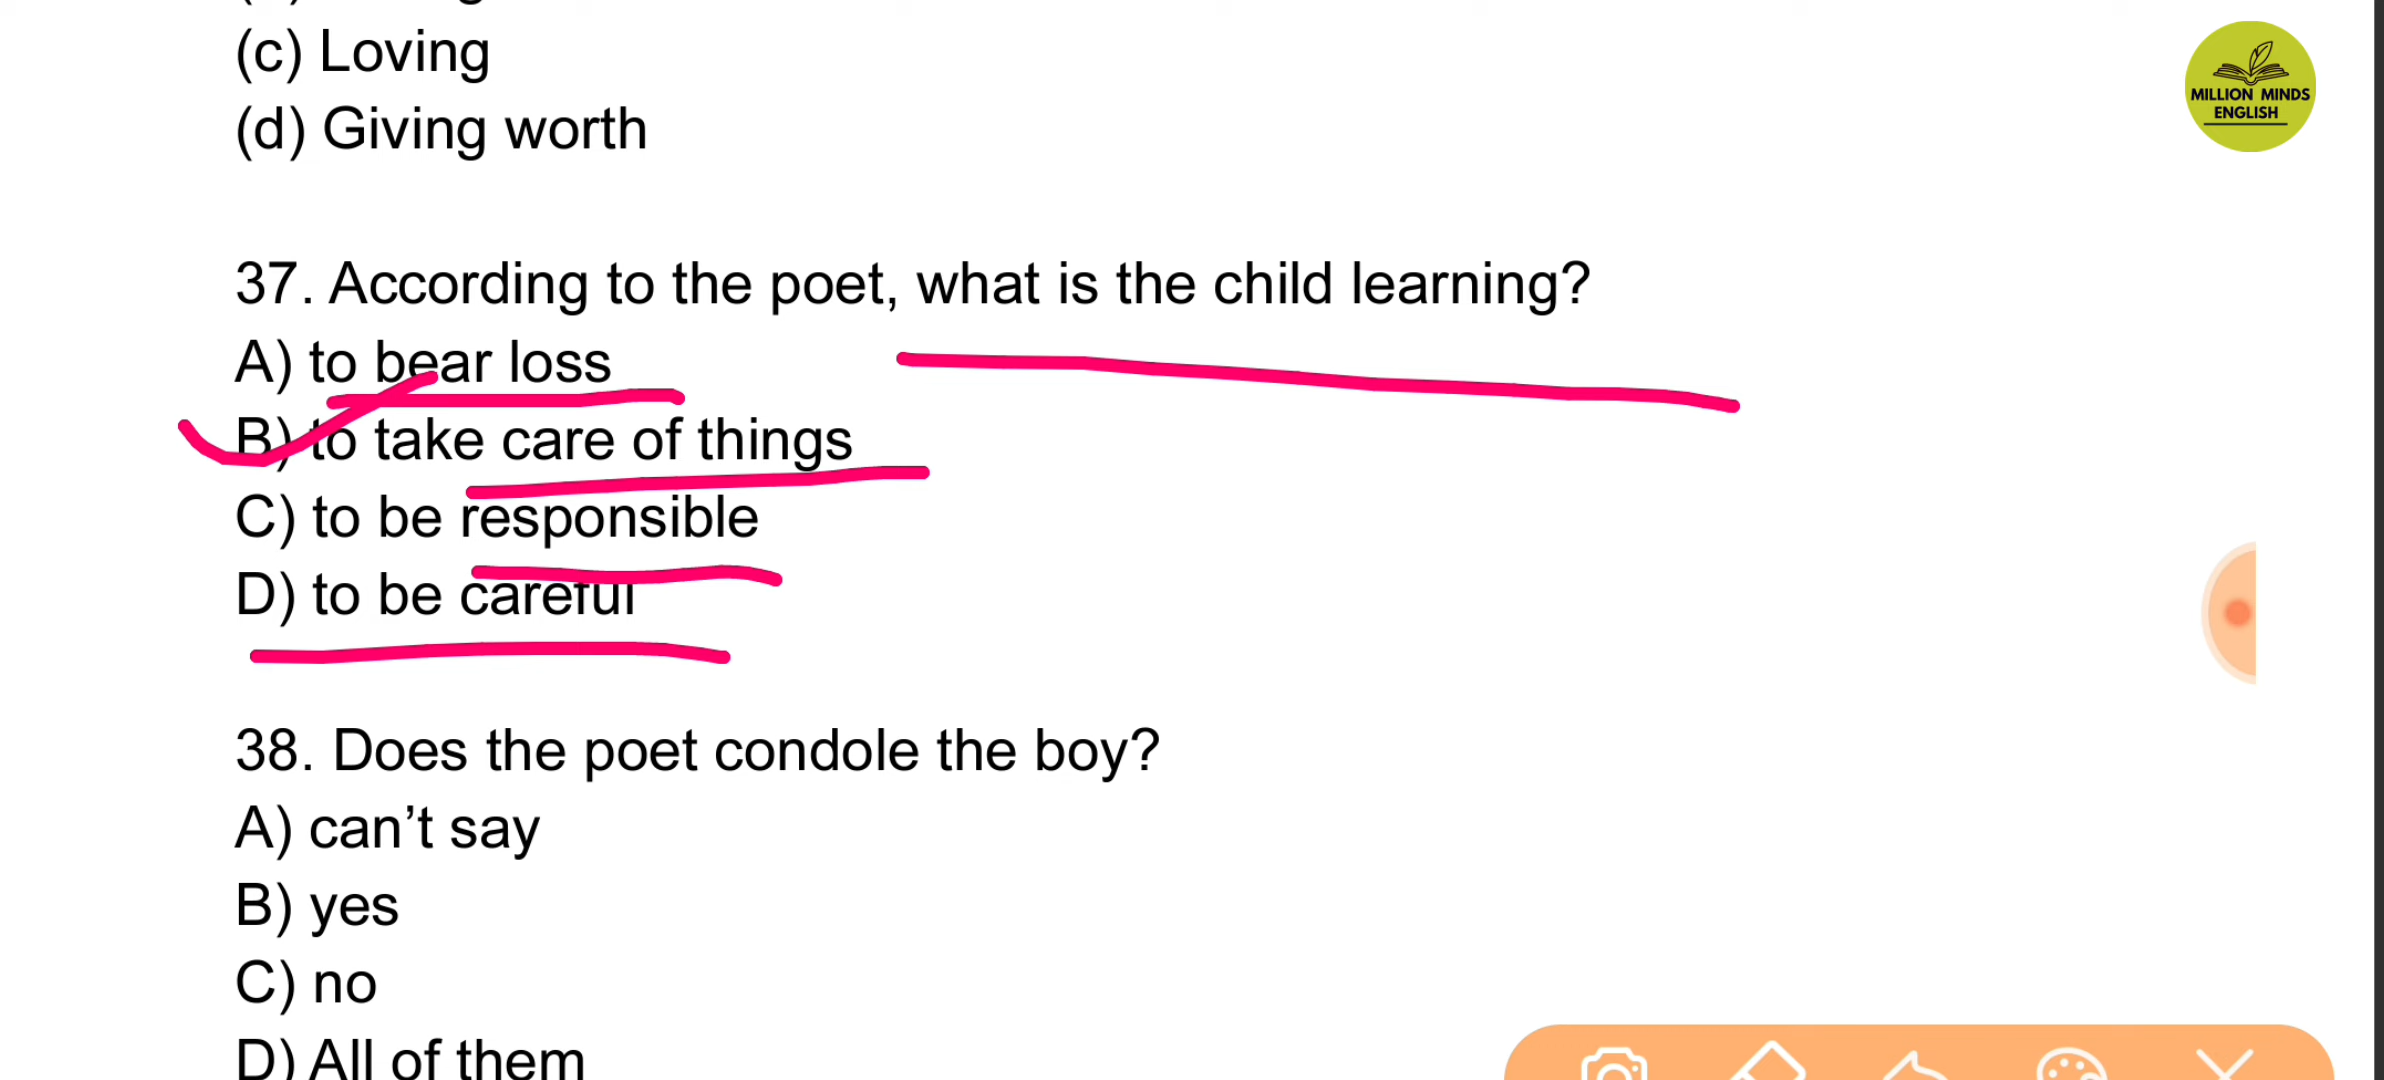 (c) Loving
(d) Giving worth
MILLION MINDS
ENGLISH
37. According to the poet, what is the child learning?
A) to bear loss
B) to take care of things
C) to be responsible
D) to be careful
38. Does the poet condole the boy?
A) can’t say
B) yes
C) no
D) All of them